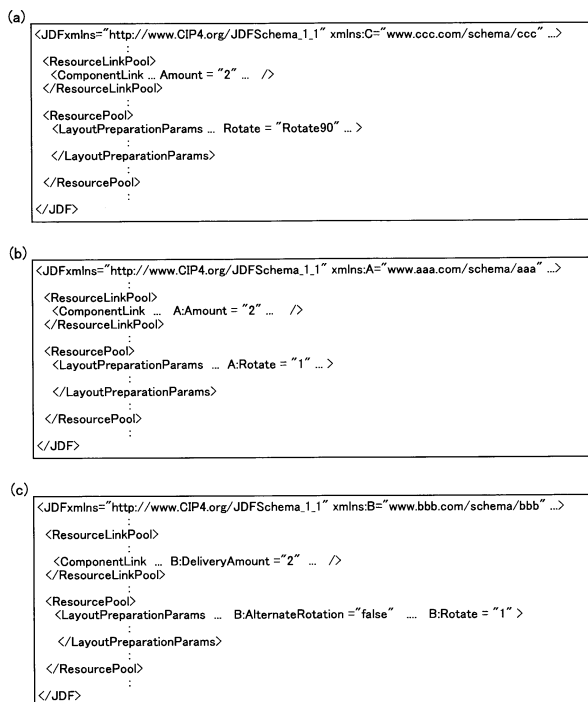 (a)
<JDFxmlns="http://www.CIP4.org/JDFSchema_1_1" xmlns:C="www.ccc.com/schema/ccc" ...>
:
<ResourceLinkPool>
<ComponentLink ... Amount = "2" ... />
</ResourceLinkPool>
:
<ResourcePool>
<LayoutPreparationParams ... Rotate = "Rotate90" ... >
:
</LayoutPreparationParams>
:
</ResourcePool>
:
</JDF>
(b)
<JDFxmlns="http://www.CIP4.org/JDFSchema_1_1" xmlns:A="www.aaa.com/schema/aaa" ...>
:
<ResourceLinkPool>
<ComponentLink ... A:Amount = "2" ... />
</ResourceLinkPool>
:
<ResourcePool>
<LayoutPreparationParams ... A:Rotate = "1" ... >
:
</LayoutPreparationParams>
:
</ResourcePool>
:
</JDF>
(c)
<JDFxmlns="http://www.CIP4.org/JDFSchema_1_1" xmlns:B="www.bbb.com/schema/bbb" ...>
:
<ResourceLinkPool>
:
<ComponentLink ... B:DeliveryAmount ="2" ... />
</ResourceLinkPool>
:
<ResourcePool>
<LayoutPreparationParams ... B:AlternateRotation ="false" .... B:Rotate = "1" >
:
</LayoutPreparationParams>
:
</ResourcePool>
:
</JDF>